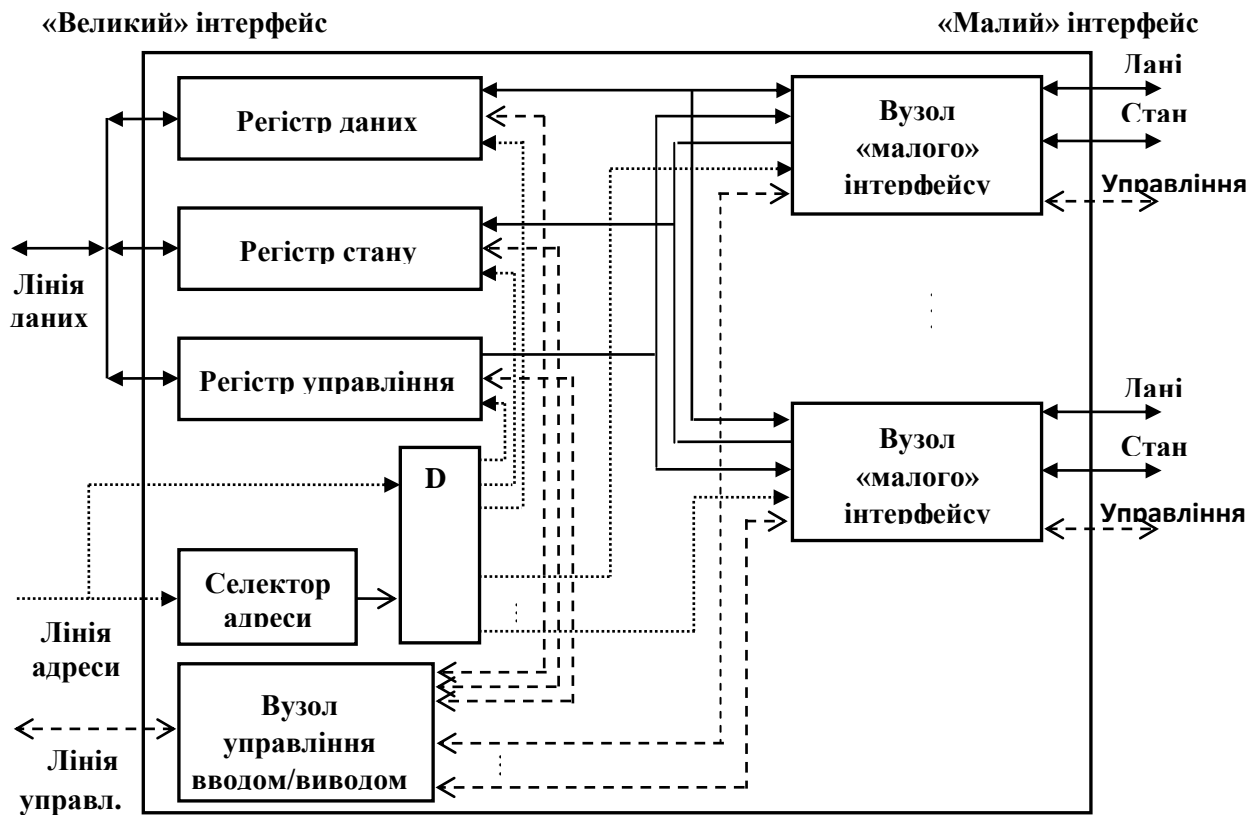 «Великий» інтерфейс
«Малий» інтерфейс
Регістр даних
Регістр стану
Регістр управління
Лінія
даних
D
Селектор
адреси
Лінія
адреси
Вузол
управління
вводом/виводом
Лінія
управл.
Вузол
«малого»
інтерфейсу
Дані
Стан
Управління
Вузол
«малого»
інтерфейсу
Дані
Стан
Управління